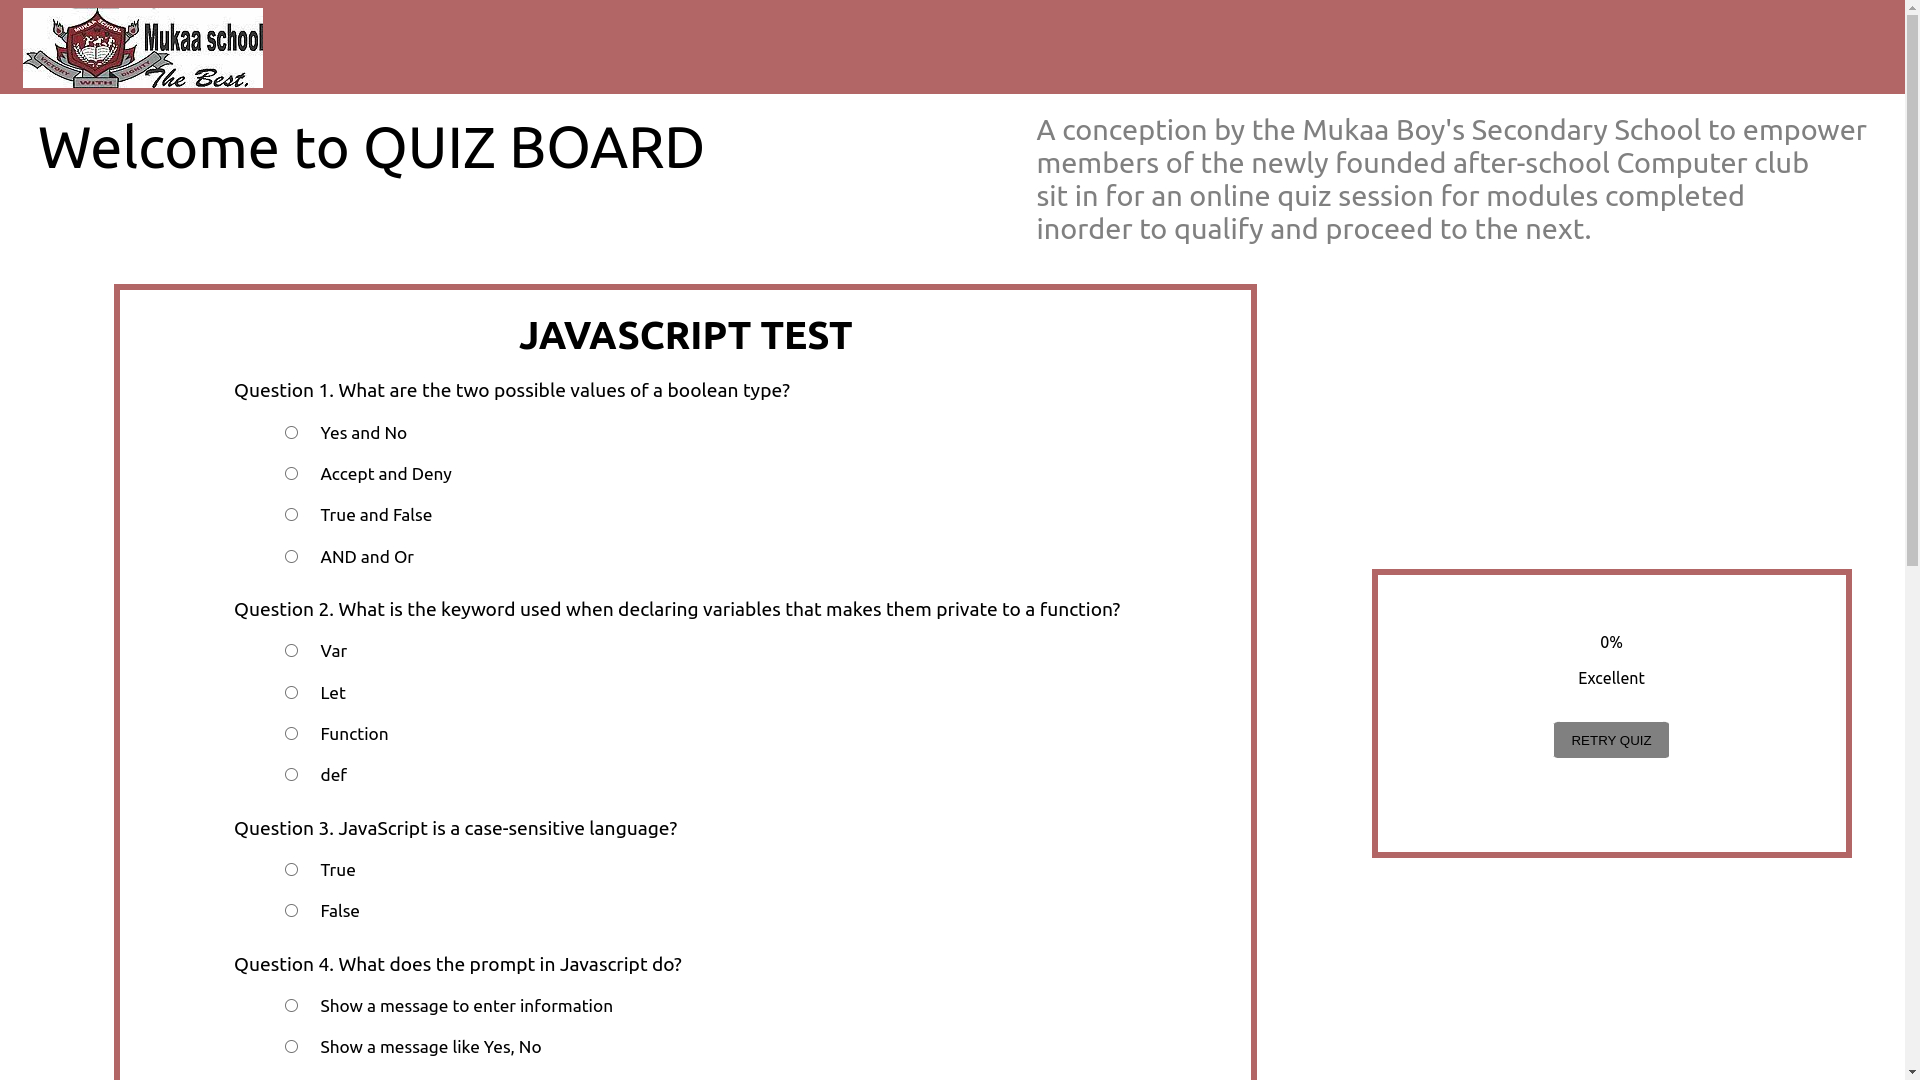 MUKAA SCHOOL
VICTORY
WITH
DIGNITY
Mukaa school
The Best.
Welcome to QUIZ BOARD
A conception by the Mukaa Boy's Secondary School to empower
members of the newly founded after-school Computer club
sit in for an online quiz session for modules completed
inorder to qualify and proceed to the next.
JAVASCRIPT TEST
Question 1. What are the two possible values of a boolean type?
Yes and No
Accept and Deny
True and False
AND and Or
Question 2. What is the keyword used when declaring variables that makes them private to a function?
Var
Let
Function
def
Question 3. JavaScript is a case-sensitive language?
True
False
Question 4. What does the prompt in Javascript do?
Show a message to enter information
Show a message like Yes, No
0%
Excellent
RETRY QUIZ